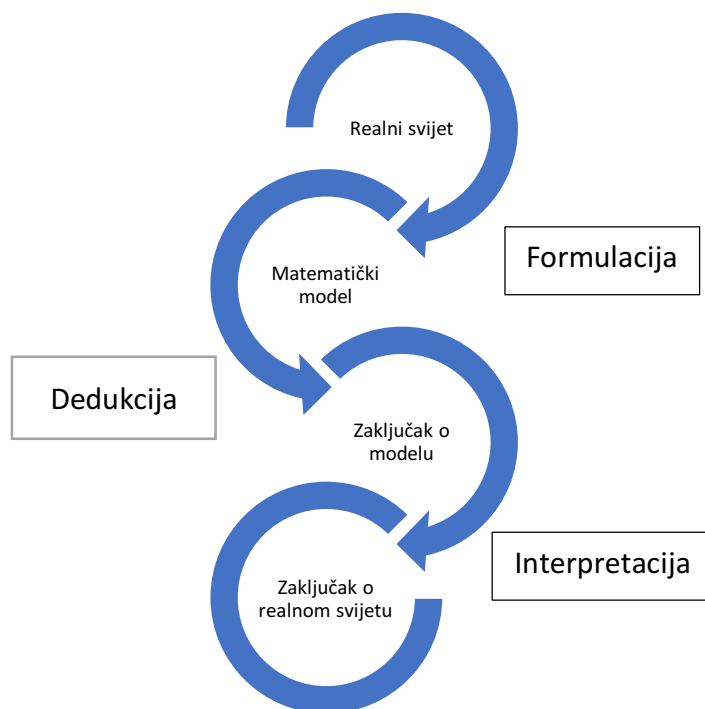 Realni svijet
Formulacija
Matematički
model
Dedukcija
Zaključak o
modelu
Interpretacija
Zaključak o
realnom svijetu